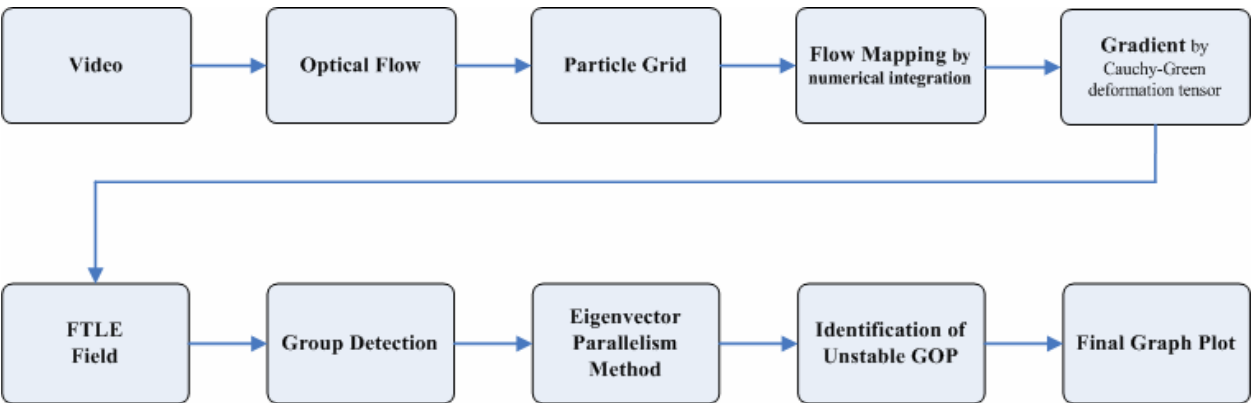 Video
Optical Flow
Particle Grid
Flow Mapping by
numerical integration
Gradient by
Cauchy-Green
deformation tensor
FTLE
Field
Group Detection
Eigenvector
Parallelism
Method
Identification of
Unstable GOP
Final Graph Plot